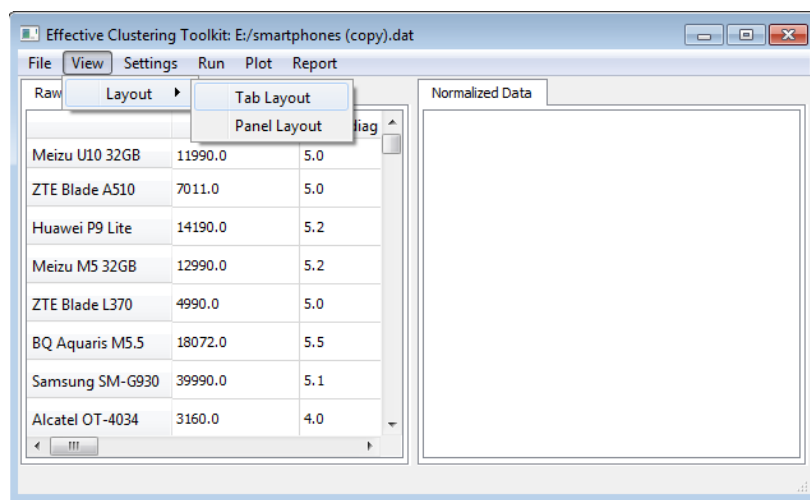 Effective Clustering Toolkit: E:/smartphones (copy).dat
File View Settings Run Plot Report
Raw
Layout
Tab Layout
Panel Layout
Normalized Data
diag
Meizu U10 32GB 11990.0 5.0
ZTE Blade A510 7011.0 5.0
Huawei P9 Lite 14190.0 5.2
Meizu M5 32GB 12990.0 5.2
ZTE Blade L370 4990.0 5.0
BQ Aquaris M5.5 18072.0 5.5
Samsung SM-G930 39990.0 5.1
Alcatel OT-4034 3160.0 4.0